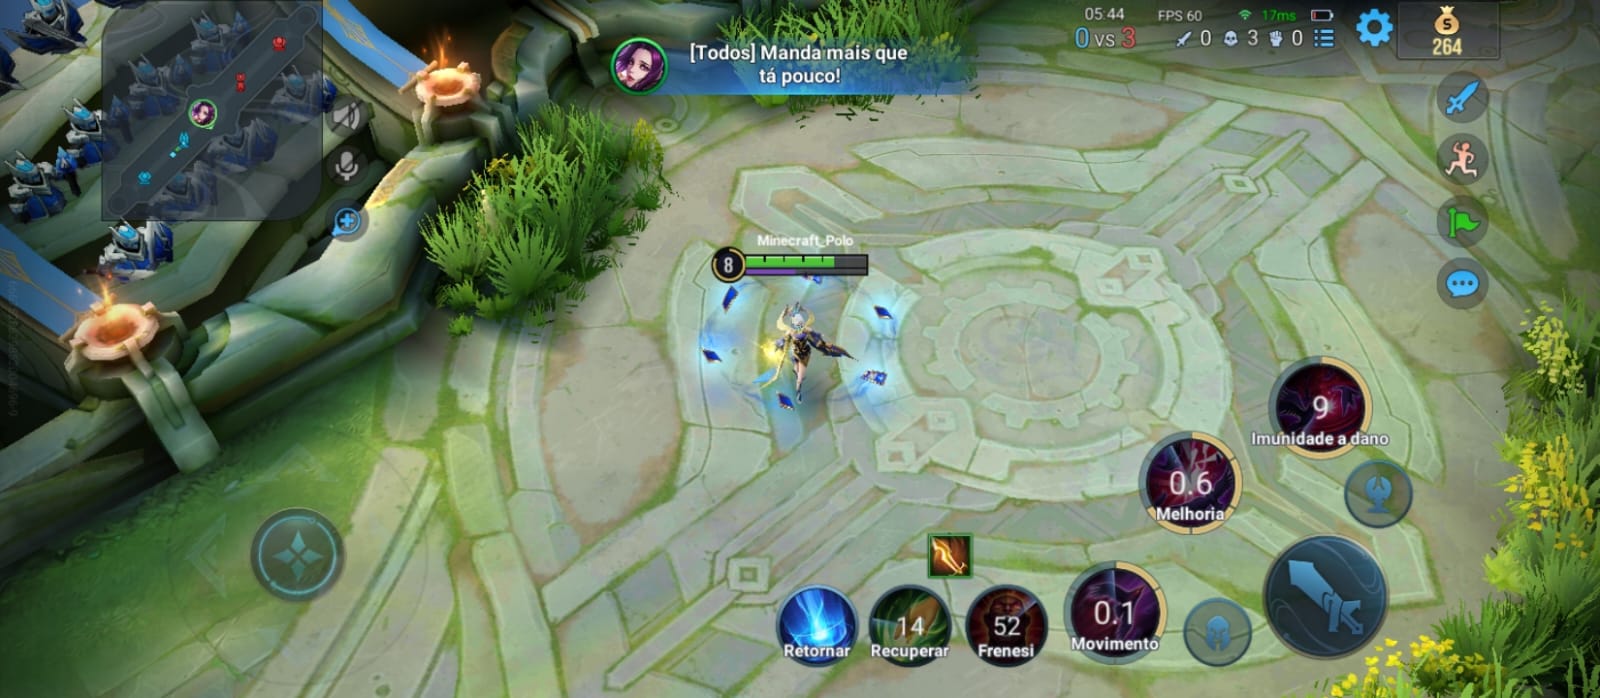 05:44
FPS 60
17ms
0 VS 3
0
3
0
S
264
[Todos] Manda mais que
tá pouco!
Minecraft_Polo
8
9
Imunidade a dano
0.6
Melhoria
0.1
Movimento
Retornar
14
Recuperar
52
Frenesi